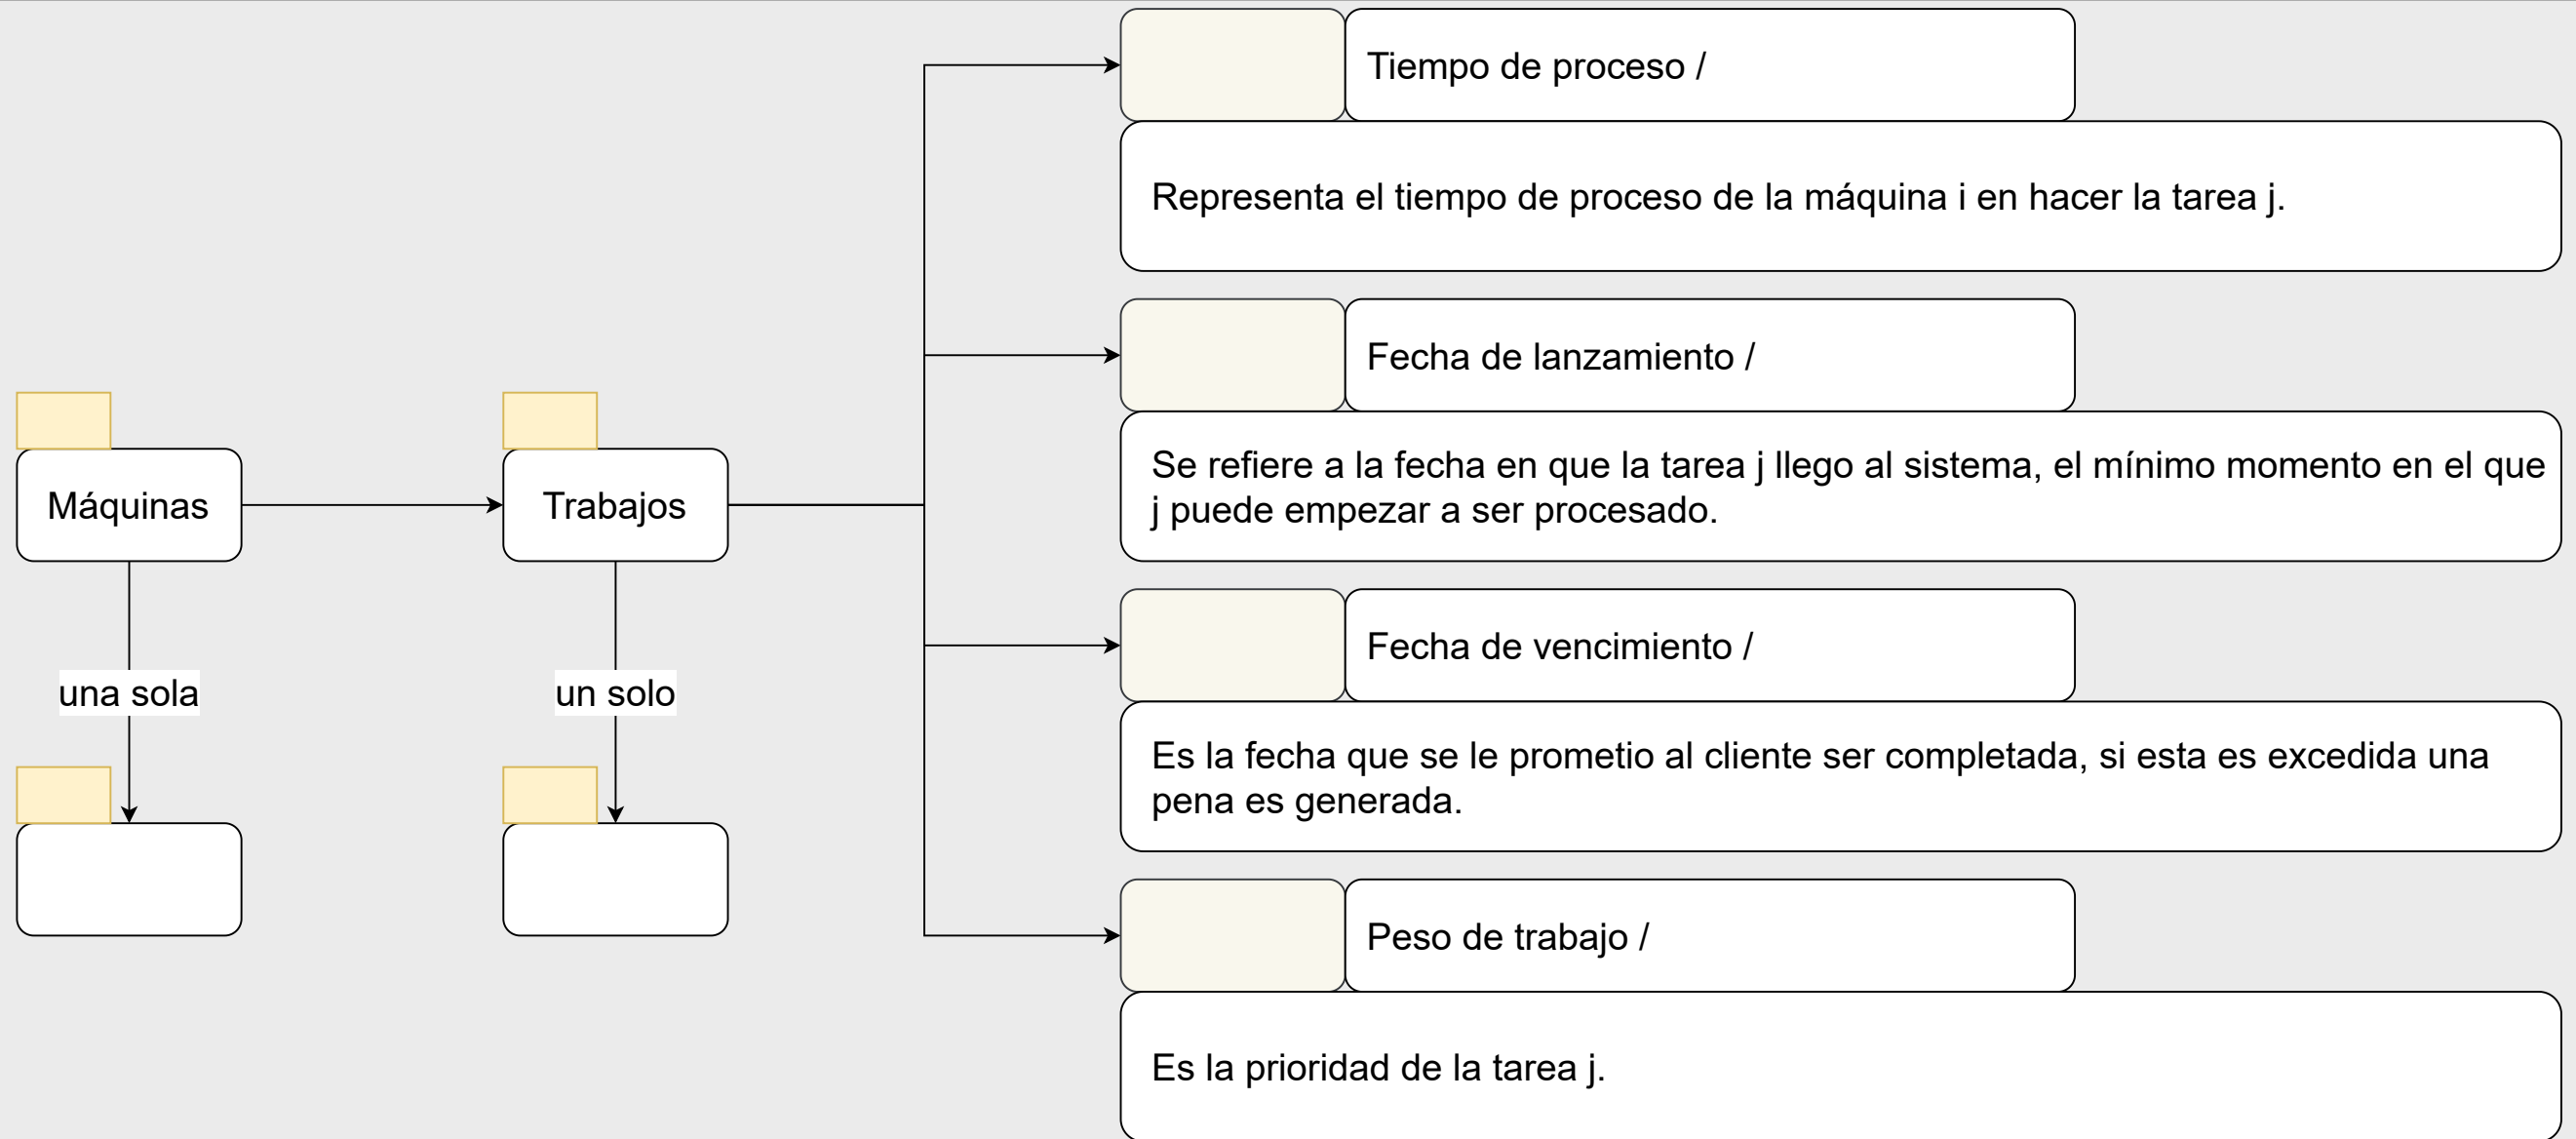 Tiempo de proceso /
Representa el tiempo de proceso de la máquina i en hacer la tarea j.
Fecha de lanzamiento /
Se refiere a la fecha en que la tarea j llego al sistema, el mínimo momento en el que
j puede empezar a ser procesado.
Máquinas
Trabajos
Fecha de vencimiento /
una sola
un solo
Es la fecha que se le prometio al cliente ser completada, si esta es excedida una
pena es generada.
Peso de trabajo /
Es la prioridad de la tarea j.